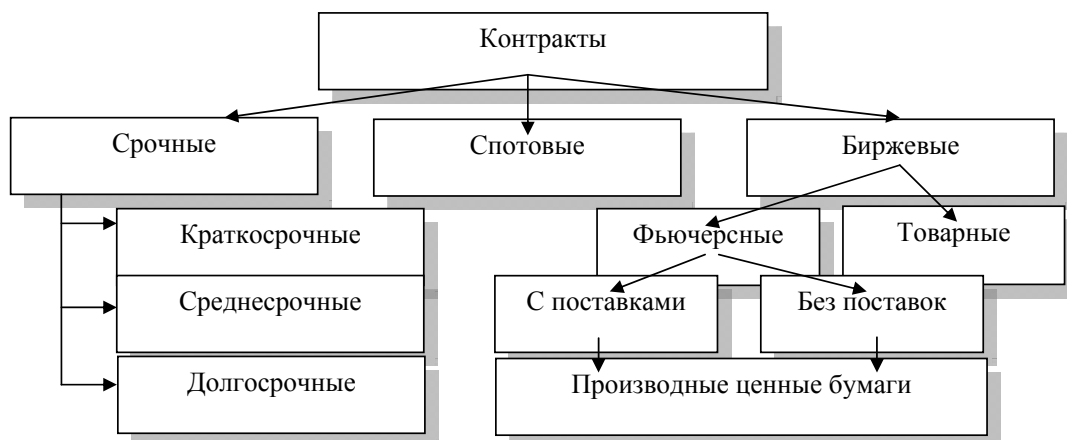 Контракты
Срочные
Спотовые
Биржевые
Краткосрочные
Фьючерсные
Товарные
Среднесрочные
С поставками
Без поставок
Долгосрочные
Производные ценные бумаги